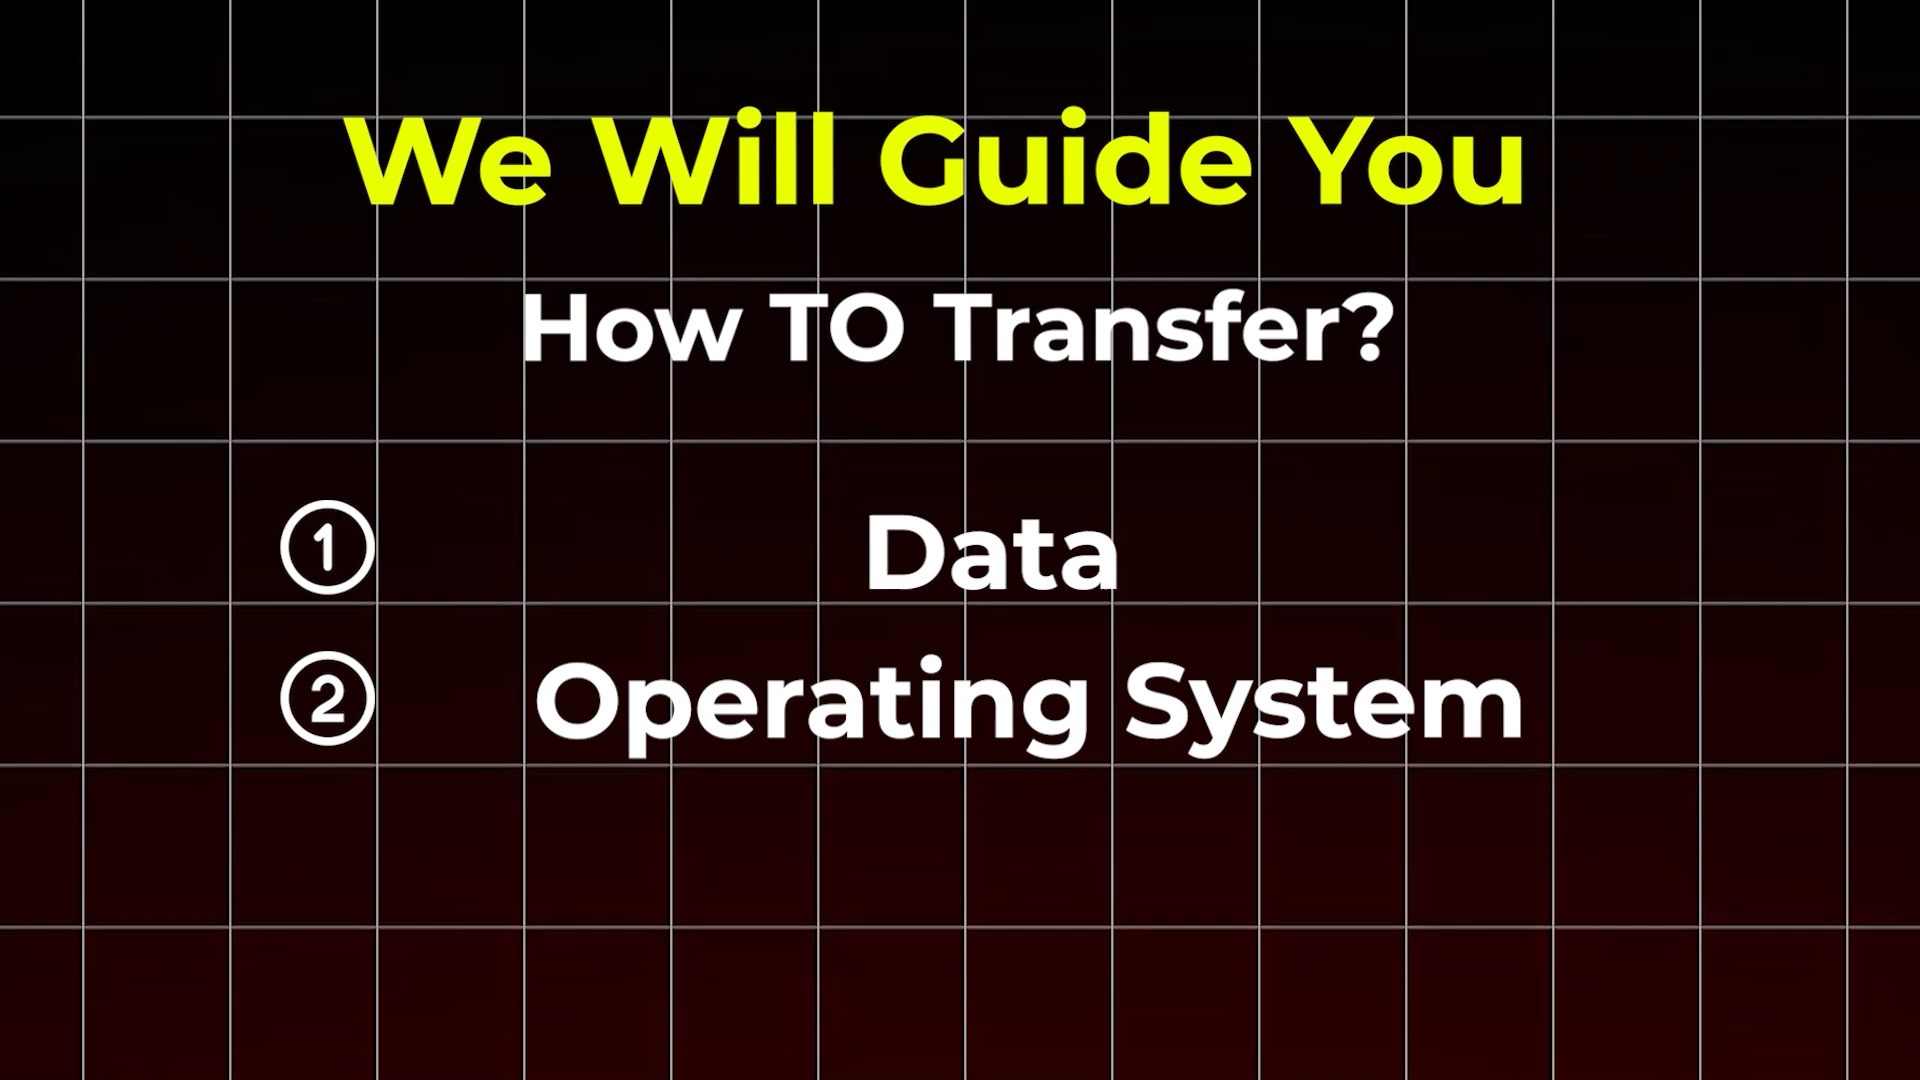 We Will Guide You
How TO Transfer?
1 Data
2 Operating System